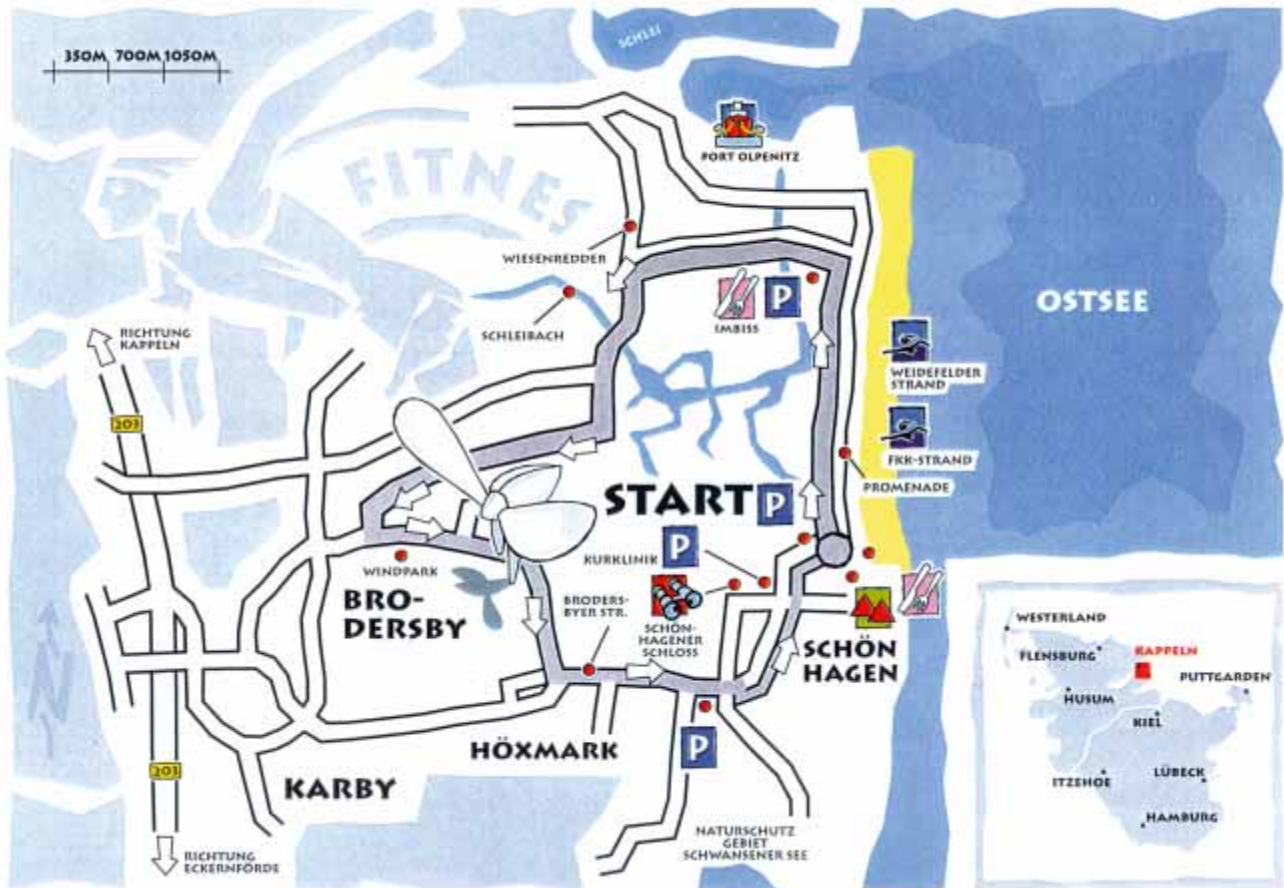 350M 700M 1050M
SCHLEI
PORT OLPENITZ
FITNES
WIESENREDDER
SCHLEIBACH
IMBISS
P
OSTSEE
RICHTUNG
KAPPELN
203
WEIDEFELDER
STRAND
FKK-STRAND
PROMENADE
START P
KURKLINIK P
WINDPARK
BRO-
DERSBY
BRODERS-
BYER STR.
SCHÖN-
HAGENER
SCHLOSS
SCHÖN
HAGEN
N
HÖXMARK
P
203
KARBY
RICHTUNG
ECKERNFÖRDE
NATURSCHUTZ
GEBIET
SCHWANSENER SEE
WESTERLAND
FLENSBURG
KAPPELN
PUTTGARDEN
HUSUM
KIEL
ITZEHOE
LÜBECK
HAMBURG